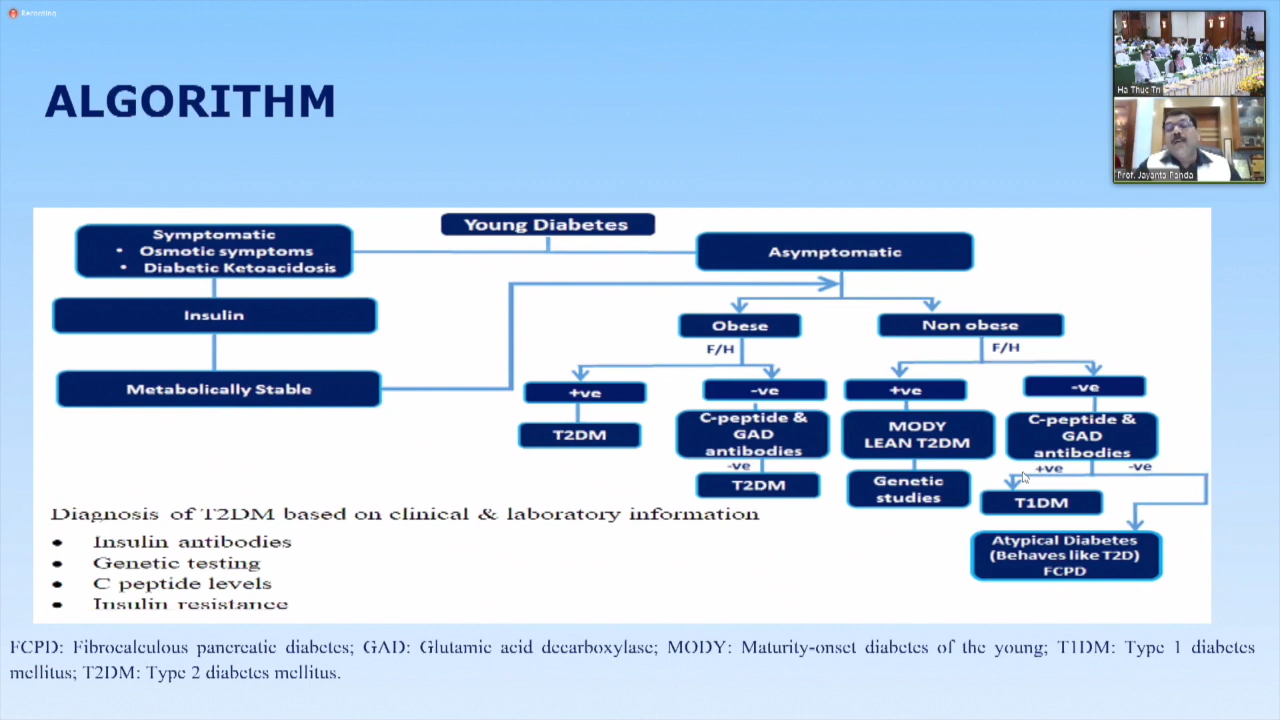 Recording
ALGORITHM
Ha Thuc Tri
Prof. Jayanta Panda
Young Diabetes
Symptomatic
• Osmotic symptoms
• Diabetic Ketoacidosis
Insulin
Metabolically Stable
Asymptomatic
Obese
F/H
+ve
T2DM
-ve
C-peptide &
GAD
antibodies
-ve
T2DM
Non obese
F/H
+ve
MODY
LEAN T2DM
Genetic
studies
-ve
C-peptide &
GAD
antibodies
+ve
-ve
T1DM
Atypical Diabetes
(Behaves like T2D)
FCPD
Diagnosis of T2DM based on clinical & laboratory information
• Insulin antibodies
• Genetic testing
• C peptide levels
• Insulin resistance
FCPD: Fibrocalculous pancreatic diabetes; GAD: Glutamic acid decarboxylase; MODY: Maturity-onset diabetes of the young; T1DM: Type 1 diabetes
mellitus; T2DM: Type 2 diabetes mellitus.